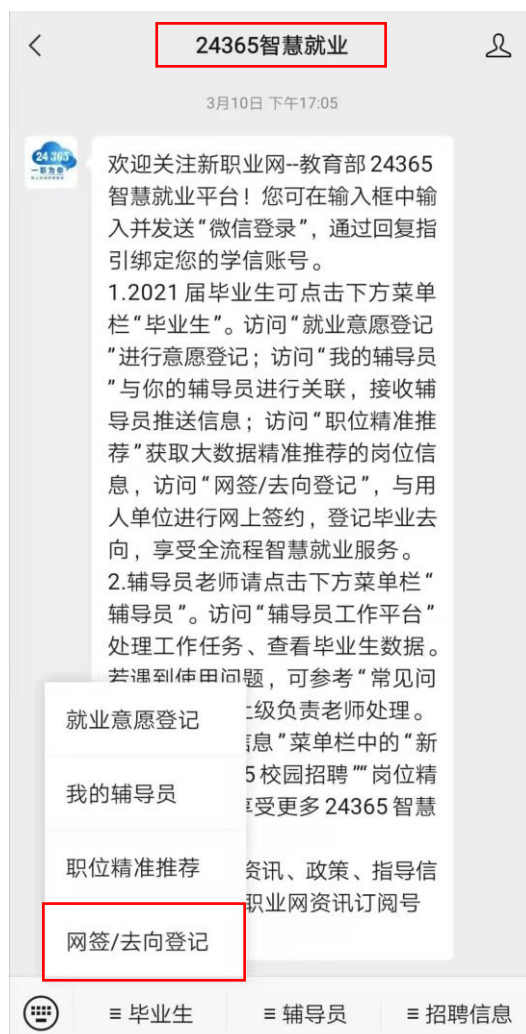 24365智慧就业
3月10日 下午17:05
24 365
一职为你
欢迎关注新职业网--教育部 24365
智慧就业平台！您可在输入框中输
入并发送“微信登录”，通过回复指
引绑定您的学信账号。
1.2021 届毕业生可点击下方菜单
栏“毕业生”。访问“就业意愿登记
”进行意愿登记；访问“我的辅导员
”与你的辅导员进行关联，接收辅
导员推送信息；访问“职位精准推
荐”获取大数据精准推荐的岗位信
息，访问“网签/去向登记”，与用
人单位进行网上签约，登记毕业去
向，享受全流程智慧就业服务。
2.辅导员老师请点击下方菜单栏“
辅导员”。访问“辅导员工作平台”
处理工作任务、查看毕业生数据。
若遇到使用问题，可参考“常见问
上级负责老师处理。
信息”菜单栏中的“新
5 校园招聘”“岗位精
享受更多 24365 智慧
资讯、政策、指导信
职业网资讯订阅号
就业意愿登记
我的辅导员
职位精准推荐
网签/去向登记
毕业生
辅导员
招聘信息